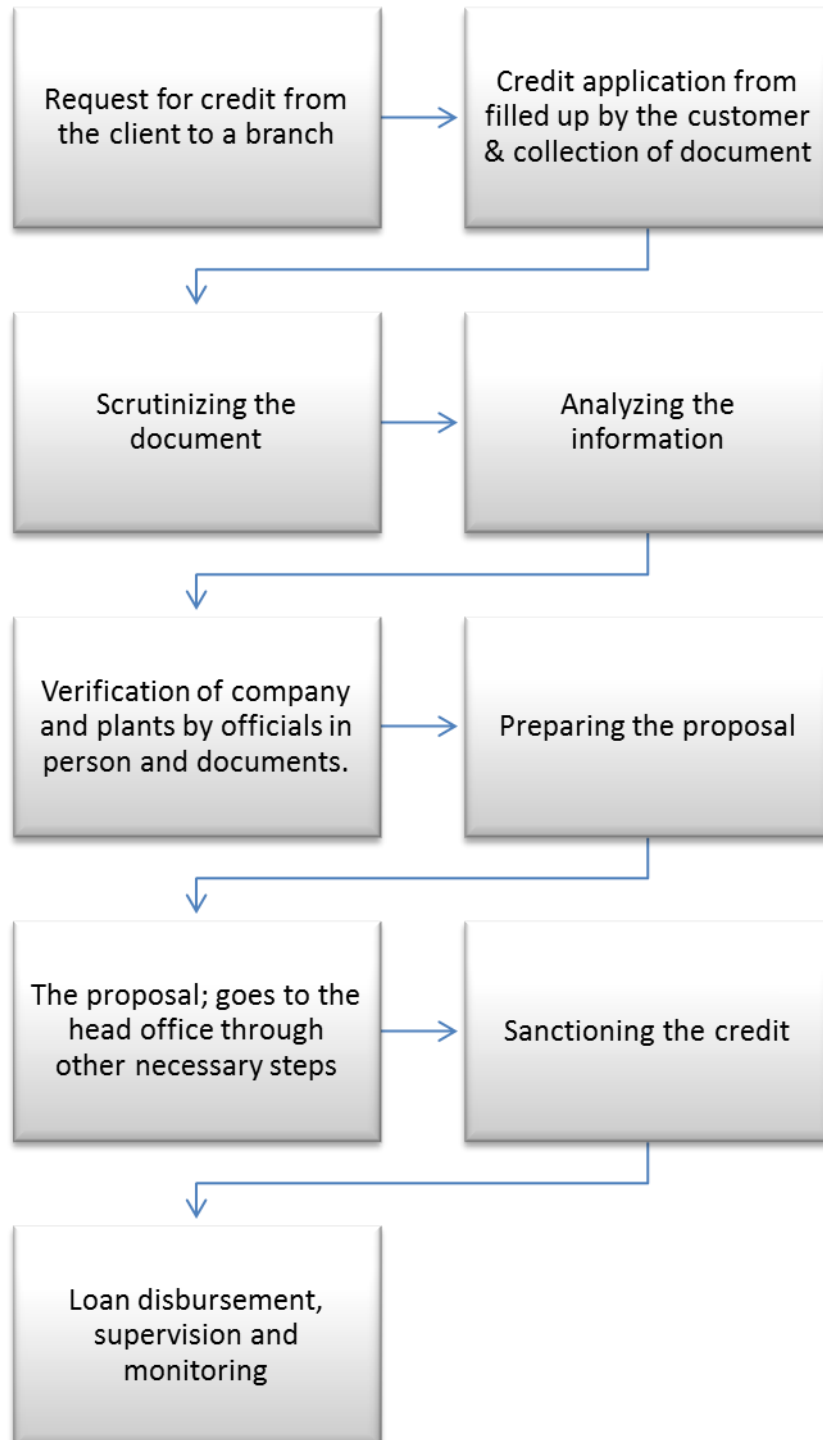 Request for credit from
the client to a branch
Credit application from
filled up by the customer
& collection of document
Scrutinizing the
document
Analyzing the
information
Verification of company
and plants by officials in
person and documents.
Preparing the proposal
The proposal; goes to the
head office through
other necessary steps
Sanctioning the credit
Loan disbursement,
supervision and
monitoring